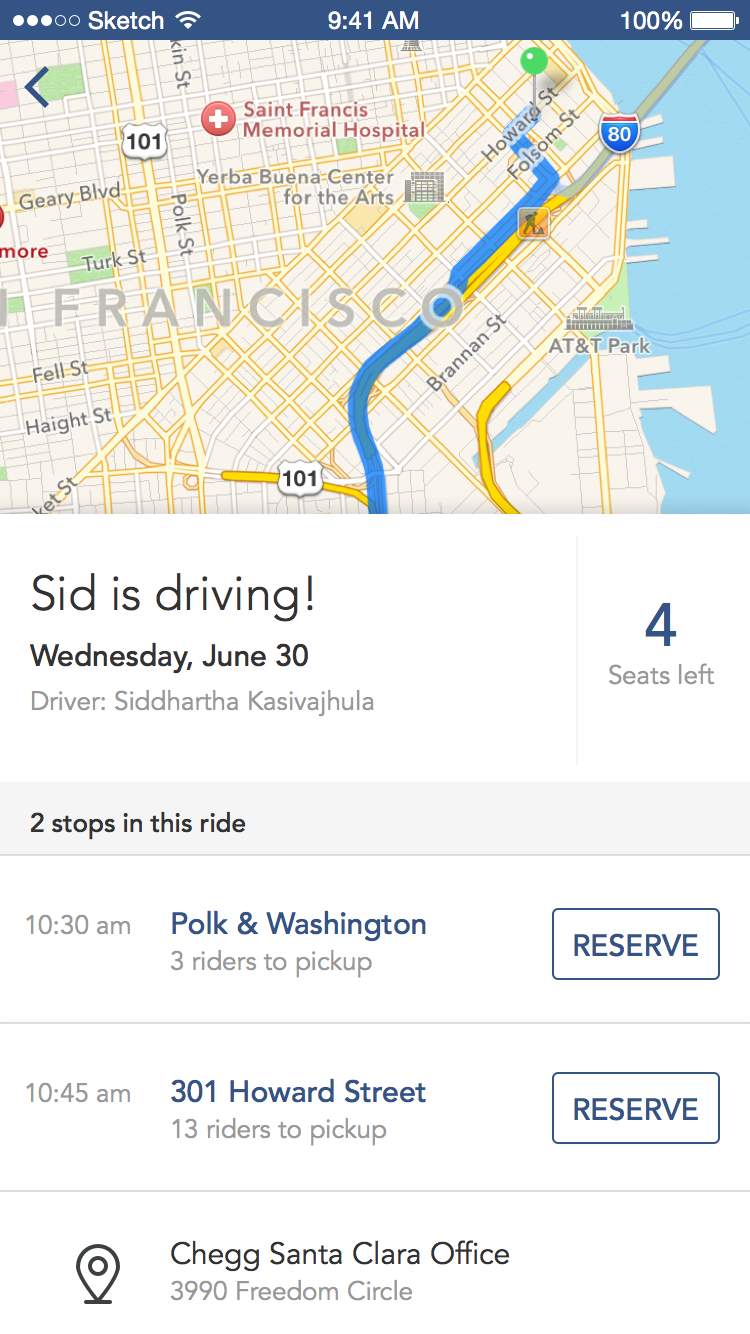 Sketch 9:41 AM 100%
kin St
Saint Francis
Memorial Hospital
101
Howard St
Folsom St
80
Yerba Buena Center
for the Arts
Geary Blvd
Polk St
more
Turk St
FRANCISCO
Brannan St
AT&T Park
Fell St
Haight St
101
ket St
Sid is driving!
Wednesday, June 30
Driver: Siddhartha Kasivajhula
4
Seats left
2 stops in this ride
10:30 am Polk & Washington RESERVE
3 riders to pickup
10:45 am 301 Howard Street RESERVE
13 riders to pickup
Chegg Santa Clara Office
3990 Freedom Circle